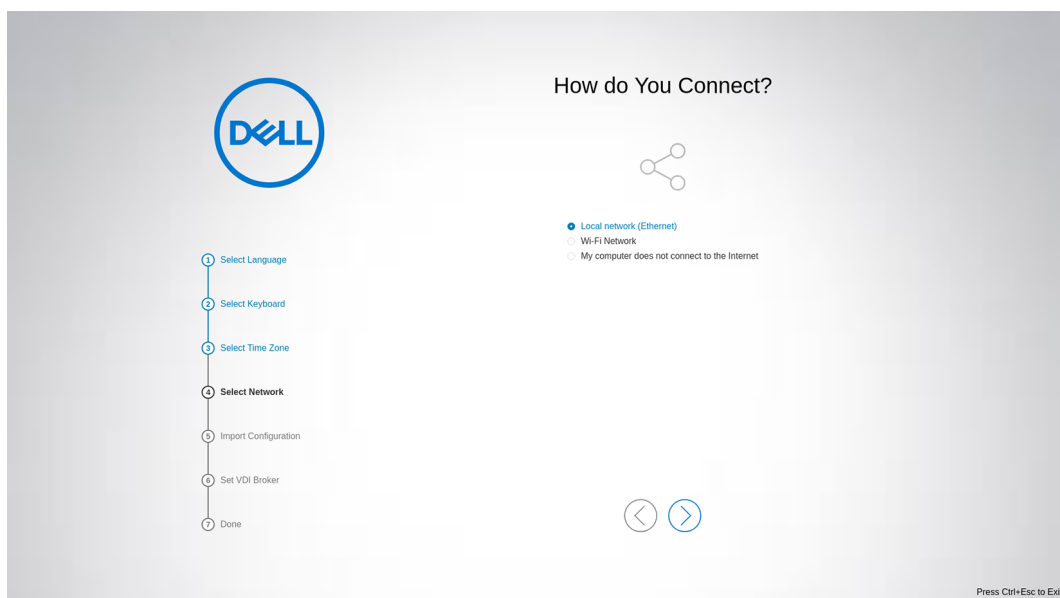 DELL
How do You Connect?
Local network (Ethernet)
Wi-Fi Network
My computer does not connect to the Internet
1 Select Language
2 Select Keyboard
3 Select Time Zone
4 Select Network
5 Import Configuration
6 Set VDI Broker
7 Done
Press Ctrl+Esc to Exi